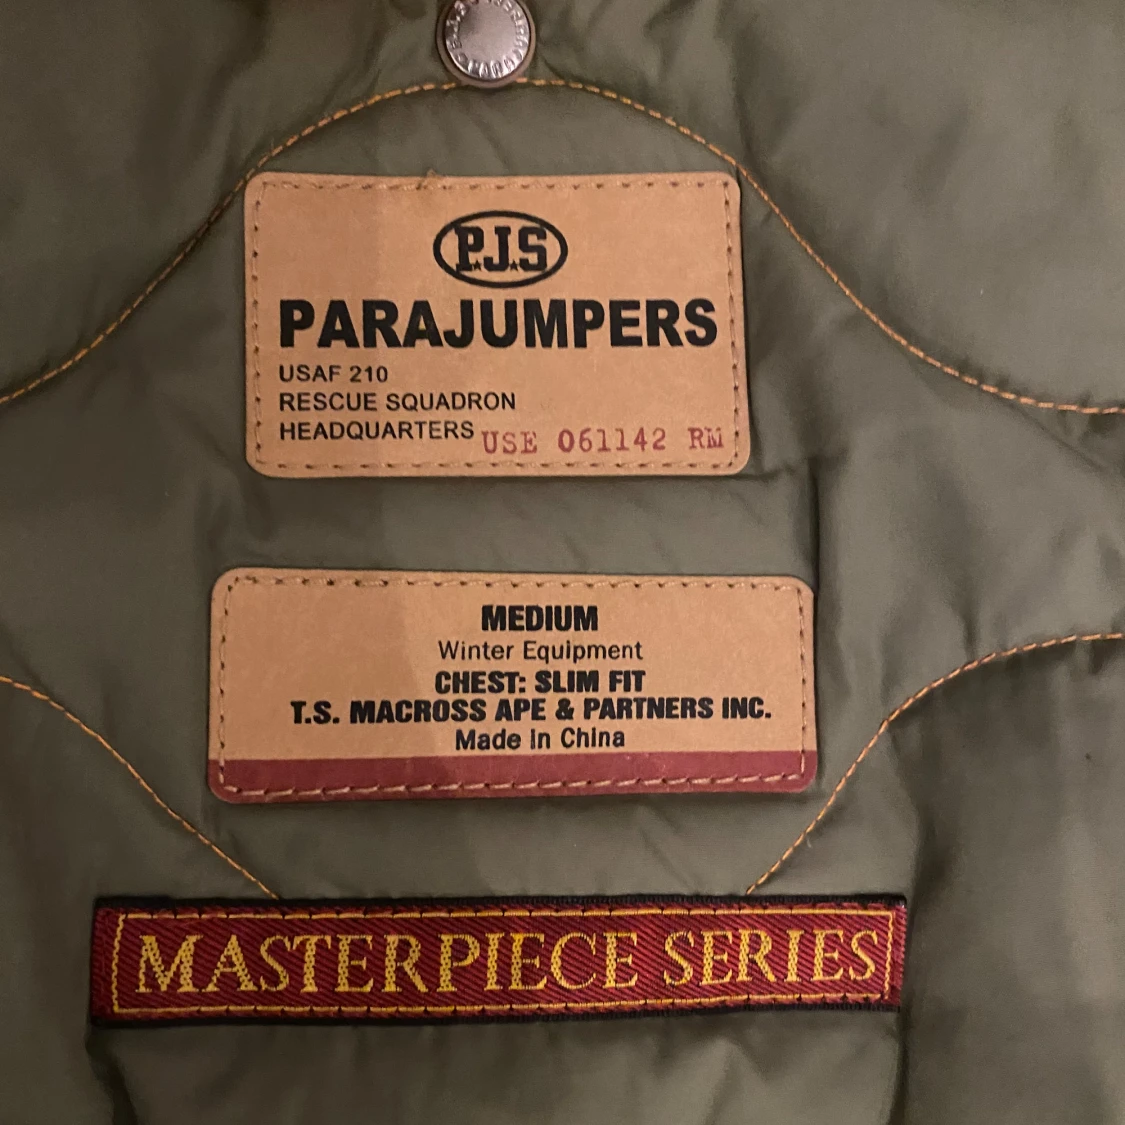 P.J.S
PARAJUMPERS
USAF 210
RESCUE SQUADRON
HEADQUARTERS USE 061142 RM
MEDIUM
Winter Equipment
CHEST: SLIM FIT
T.S. MACROSS APE & PARTNERS INC.
Made in China
MASTERPIECE SERIES